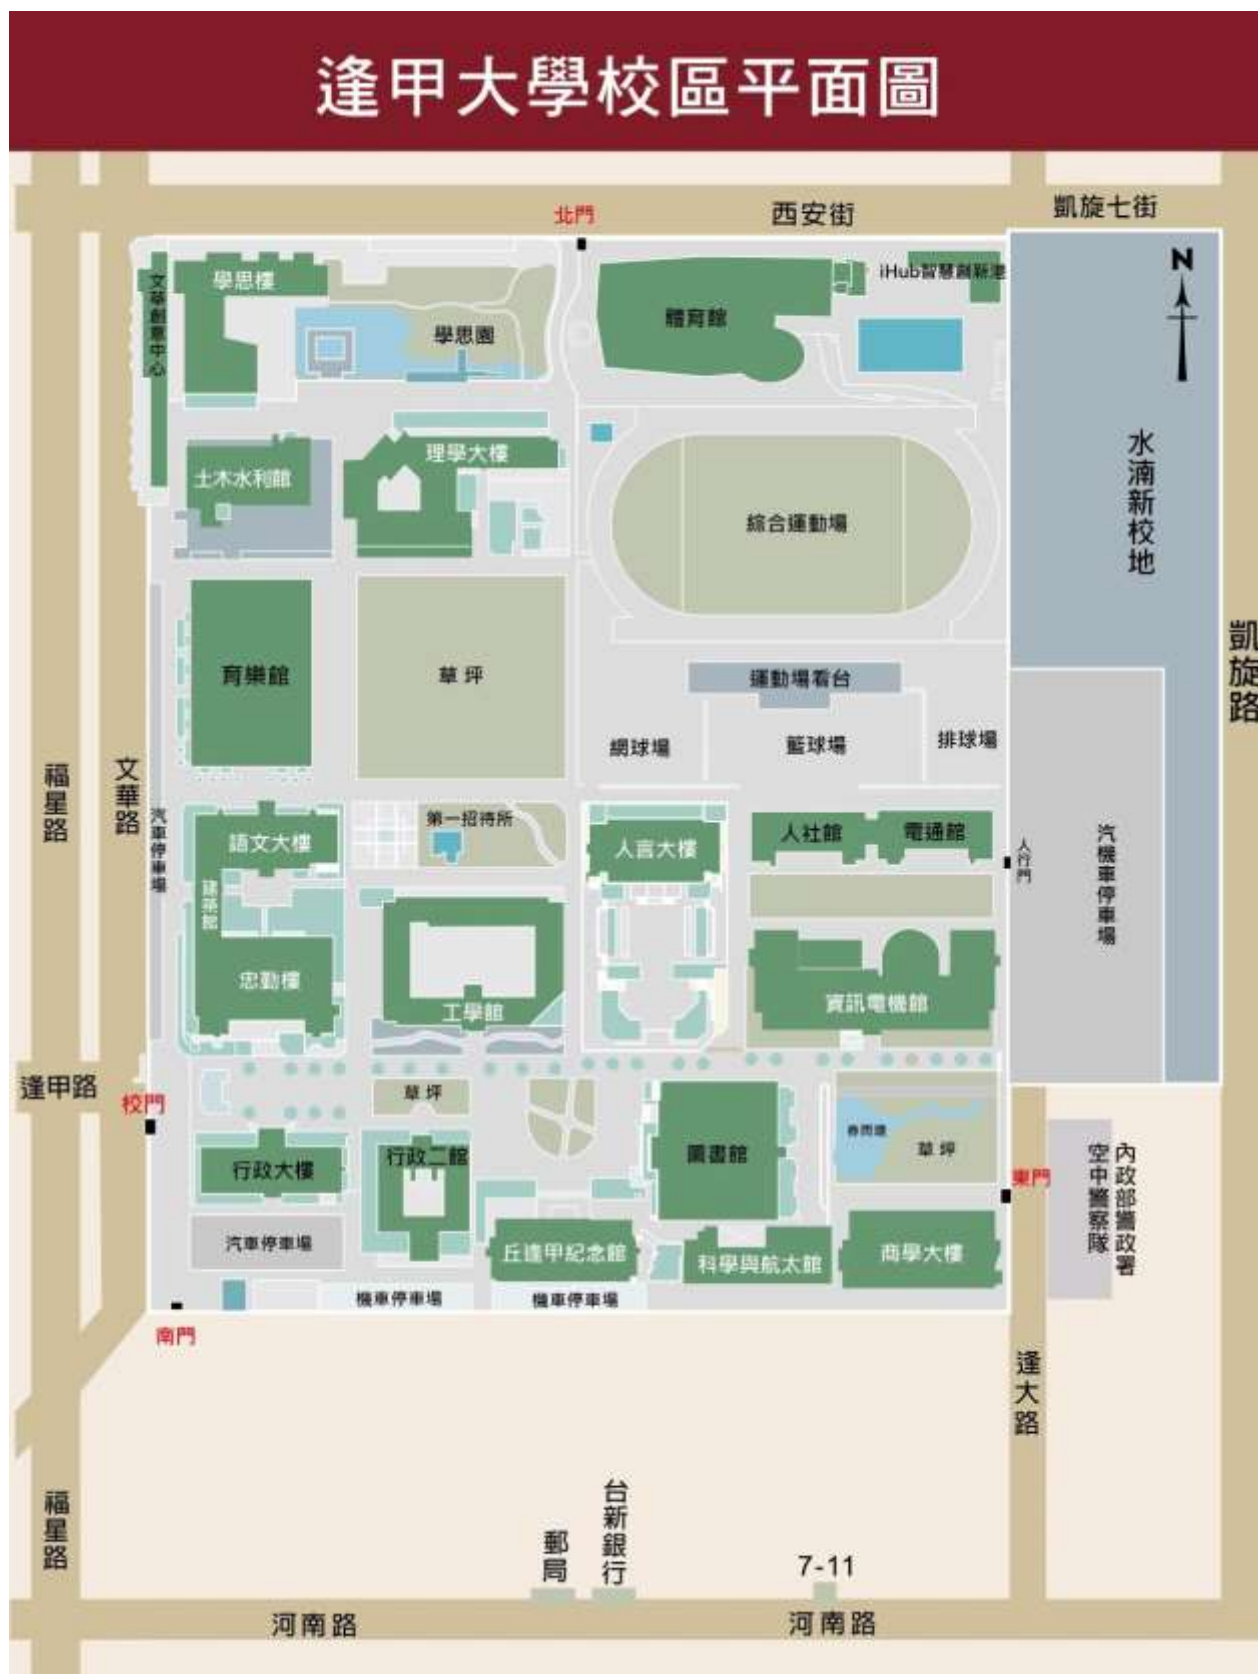 逢甲大學校區平面圖
西安街
凱旋七街
北門
N
學思樓
文華創意中心
學思園
體育館
iHub智慧創新港
水湳新校地
土木水利館
理學大樓
綜合運動場
凱旋路
育樂館
草坪
運動場看台
網球場
籃球場
排球場
福星路
文華路
汽車停車場
語文大樓
第一招待所
人言大樓
人社館
電通館
人行門
汽機車停車場
建築館
忠勤樓
工學館
資訊電機館
逢甲路
校門
草坪
行政大樓
行政二館
圖書館
草坪
東門
內政部警政署
空中警察隊
汽車停車場
丘逢甲紀念館
科學與航太館
商學大樓
機車停車場
機車停車場
南門
逢大路
福星路
郵局
台新銀行
7-11
河南路
河南路